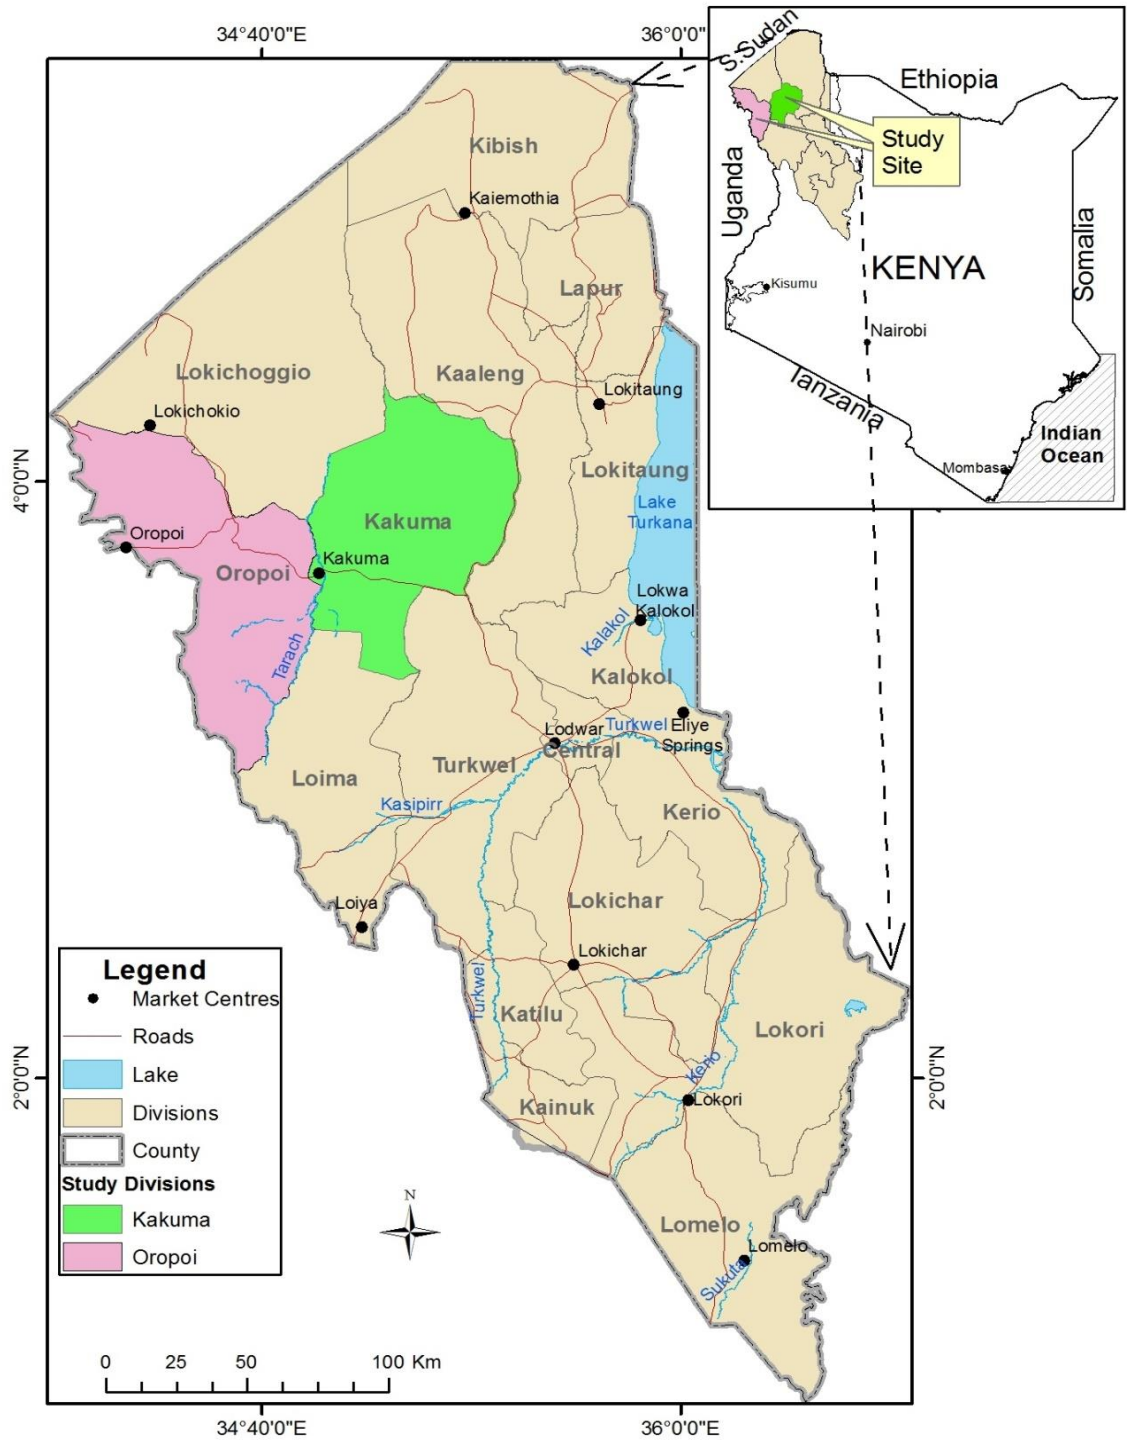 34°40'0"E
36°0'0"
S.Sudan
Ethiopia
Study
Site
Uganda
KENYA
Somalia
Kisumu
Nairobi
Tanzania
Indian
Ocean
Mombasa
Kibish
Kaiemothia
Lapur
Lokichoggio
Kaaleng
Lokitaung
Lokichokio
4°0'0"N
Lokitaung
Lake
Turkana
Kakuma
Oropoi
Kakuma
Oropoi
Lokwa
Kalokol
Kalakol
Tarach
Kalokol
Lodwar
Turkwel
Eliye
Springs
Central
Turkwel
Loima
Kasipirr
Kerio
Lokichar
Loiya
Lokichar
Turkwel
Katilu
Lokori
Kerio
2°0'0"N
2°0'0"N
Kainuk
Lokori
Lomelo
Lomelo
Sukuta
Legend
Market Centres
Roads
Lake
Divisions
County
Study Divisions
Kakuma
Oropoi
N
0 25 50 100 Km
34°40'0"E
36°0'0"E